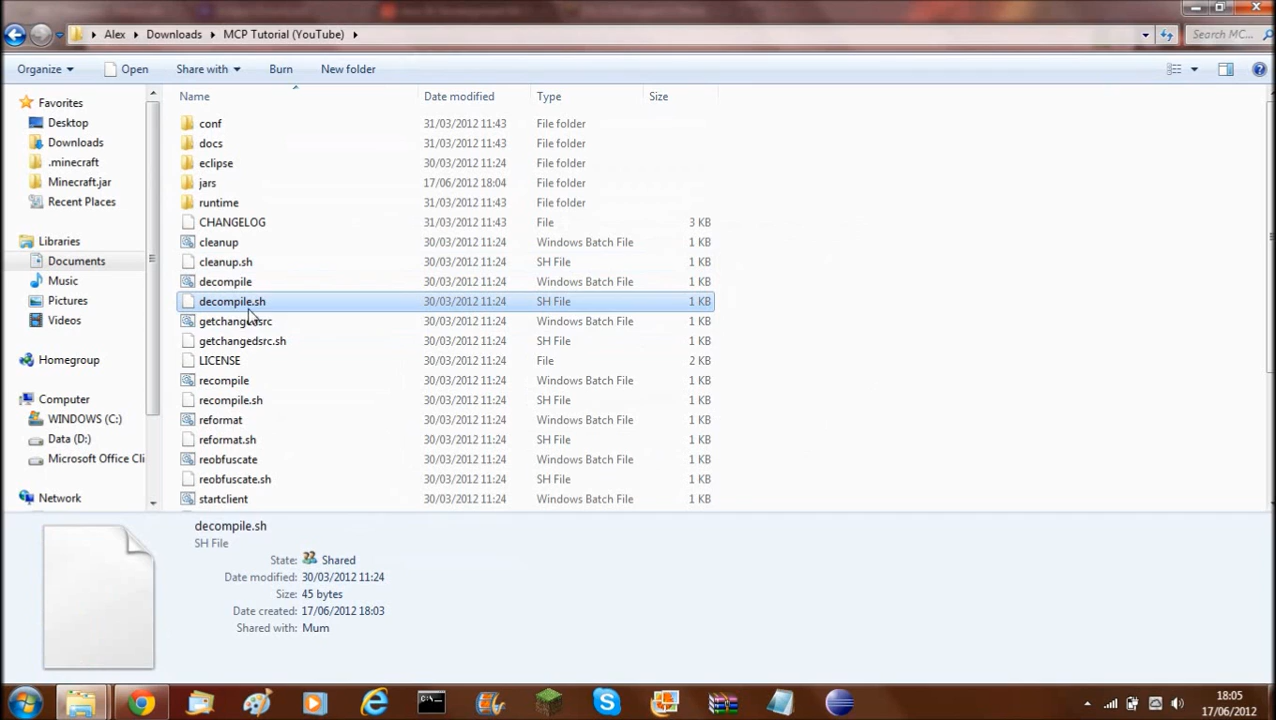 Alex Downloads MCP Tutorial (YouTube) Search MC...
Organize Open Share with Burn New folder
Name Date modified Type Size
Favorites
Desktop
Downloads
.minecraft
Minecraft.jar
Recent Places
Libraries
Documents
Music
Pictures
Videos
Homegroup
Computer
WINDOWS (C:)
Data (D:)
Microsoft Office Cli
Network
conf 31/03/2012 11:43 File folder
docs 31/03/2012 11:43 File folder
eclipse 30/03/2012 11:24 File folder
jars 17/06/2012 18:04 File folder
runtime 31/03/2012 11:43 File folder
CHANGELOG 31/03/2012 11:43 File 3 KB
cleanup 30/03/2012 11:24 Windows Batch File 1 KB
cleanup.sh 30/03/2012 11:24 SH File 1 KB
decompile 30/03/2012 11:24 Windows Batch File 1 KB
decompile.sh 30/03/2012 11:24 SH File 1 KB
getchangedsrc 30/03/2012 11:24 Windows Batch File 1 KB
getchangedsrc.sh 30/03/2012 11:24 SH File 1 KB
LICENSE 30/03/2012 11:24 File 2 KB
recompile 30/03/2012 11:24 Windows Batch File 1 KB
recompile.sh 30/03/2012 11:24 SH File 1 KB
reformat 30/03/2012 11:24 Windows Batch File 1 KB
reformat.sh 30/03/2012 11:24 SH File 1 KB
reobfuscate 30/03/2012 11:24 Windows Batch File 1 KB
reobfuscate.sh 30/03/2012 11:24 SH File 1 KB
startclient 30/03/2012 11:24 Windows Batch File 1 KB
decompile.sh
SH File
State: Shared
Date modified: 30/03/2012 11:24
Size: 45 bytes
Date created: 17/06/2012 18:03
Shared with: Mum
18:05
17/06/2012